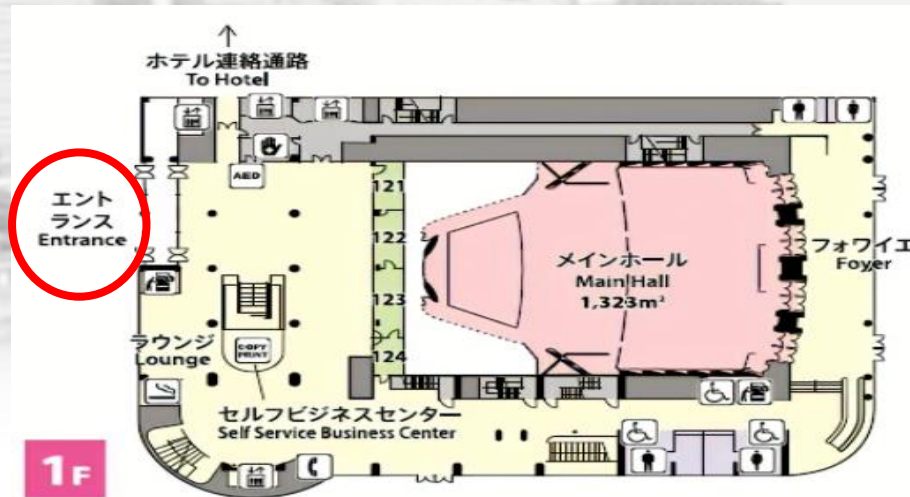 ホテル連絡通路
To Hotel
AED
エント
ランス
Entrance
121
122
123
124
メインホール
Main Hall
1,323m²
フォワイエ
Foyer
ラウンジ
Lounge
COPY
PRINT
セルフビジネスセンター
Self Service Business Center
1F